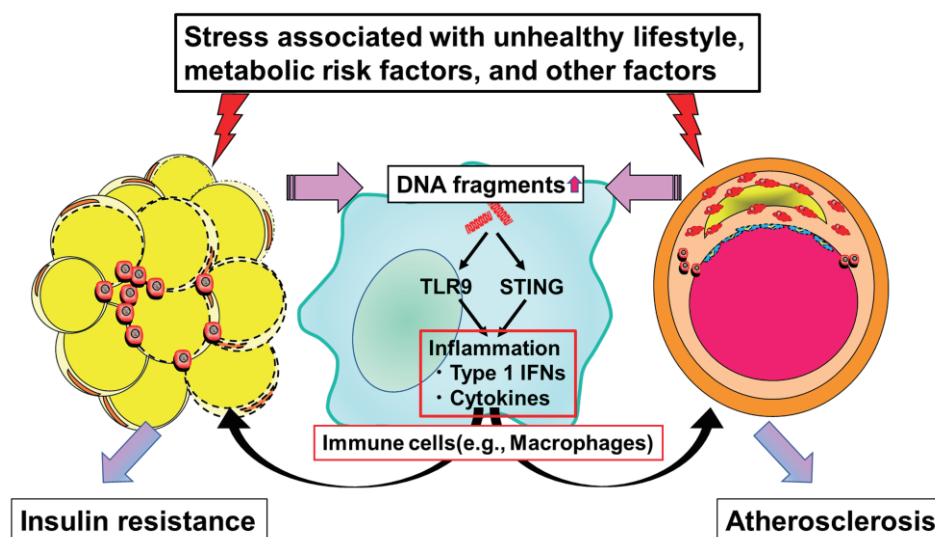 Stress associated with unhealthy lifestyle,
metabolic risk factors, and other factors
DNA fragments
TLR9 STING
Inflammation
・ Type 1 IFNs
・ Cytokines
Immune cells(e.g., Macrophages)
Insulin resistance
Atherosclerosis